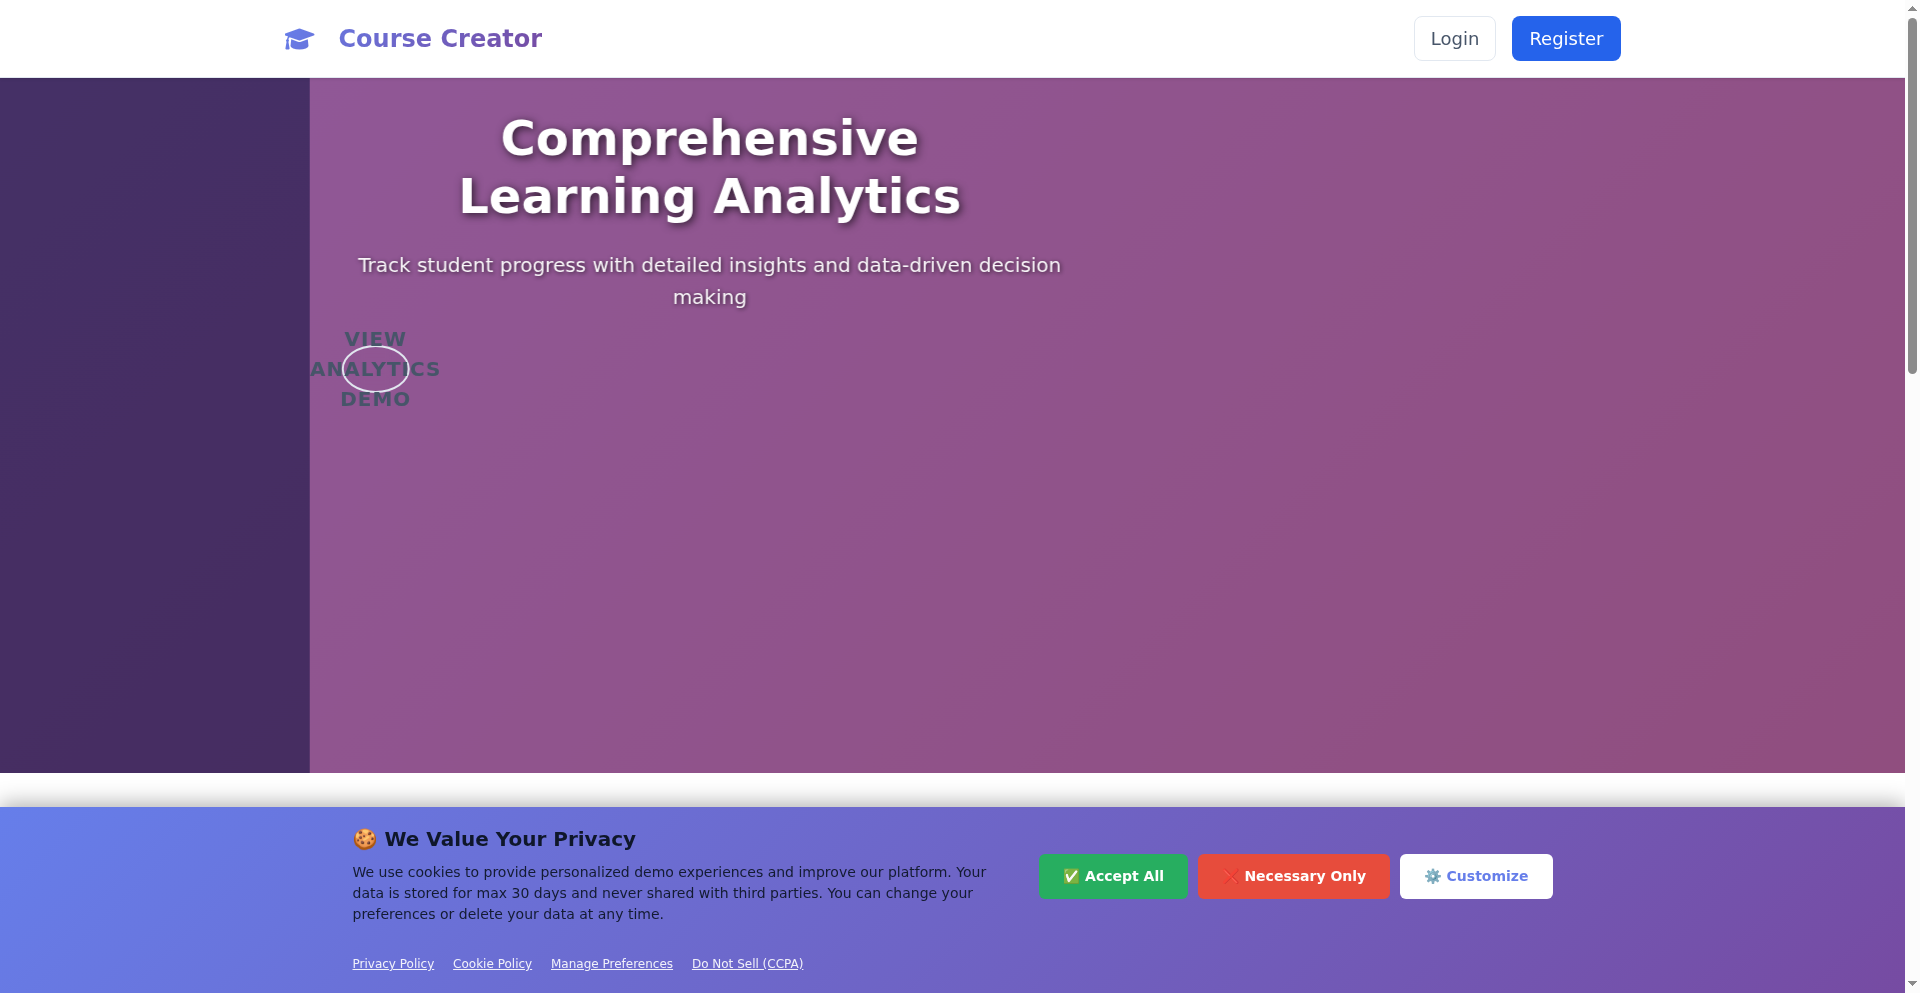 Course Creator
Login
Register
Comprehensive
Learning Analytics
Track student progress with detailed insights and data-driven decision
making
VIEW
ANALYTICS
DEMO
🍪 We Value Your Privacy
We use cookies to provide personalized demo experiences and improve our platform. Your
data is stored for max 30 days and never shared with third parties. You can change your
preferences or delete your data at any time.
✅ Accept All
❌ Necessary Only
⚙️ Customize
Privacy Policy
Cookie Policy
Manage Preferences
Do Not Sell (CCPA)